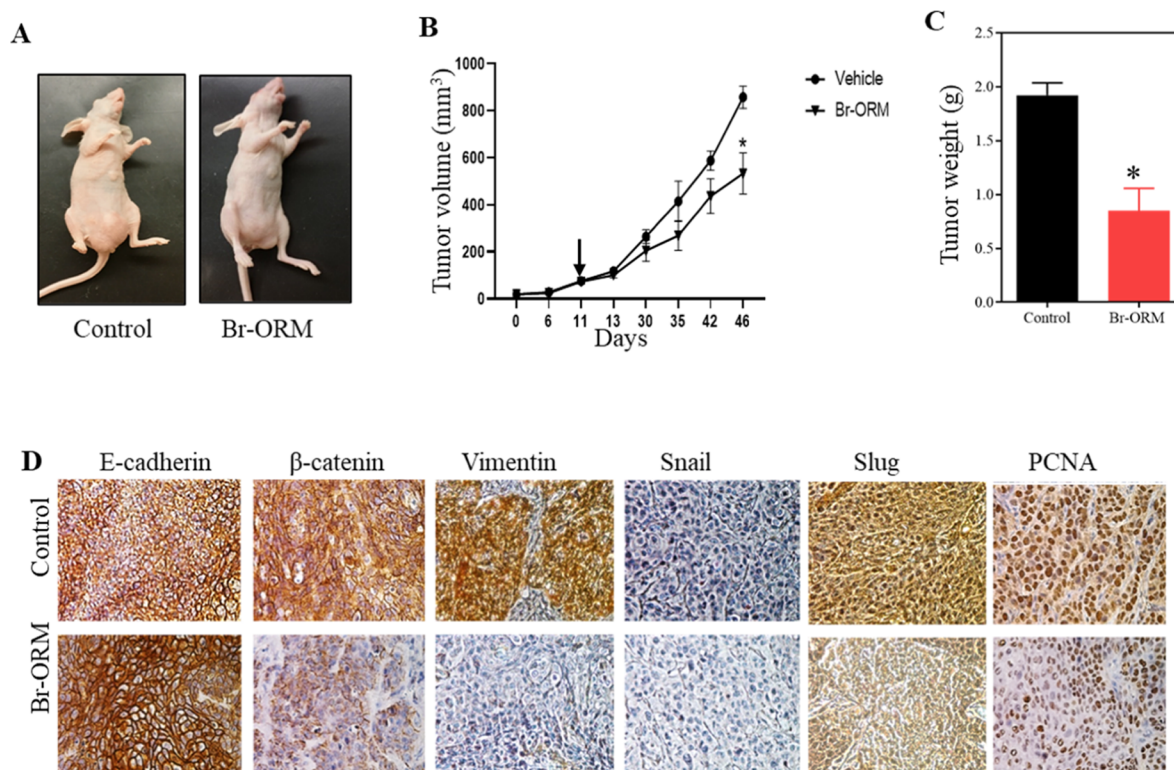 A
Control
Br-ORM
B
Tumor volume (mm³)
1000
800
600
400
200
0
0 6 11 13 30 35 42 46
Days
Vehicle
Br-ORM
*
C
Tumor weight (g)
2.5
2.0
1.5
1.0
0.5
0.0
*
Control
Br-ORM
D
E-cadherin
β-catenin
Vimentin
Snail
Slug
PCNA
Control
Br-ORM